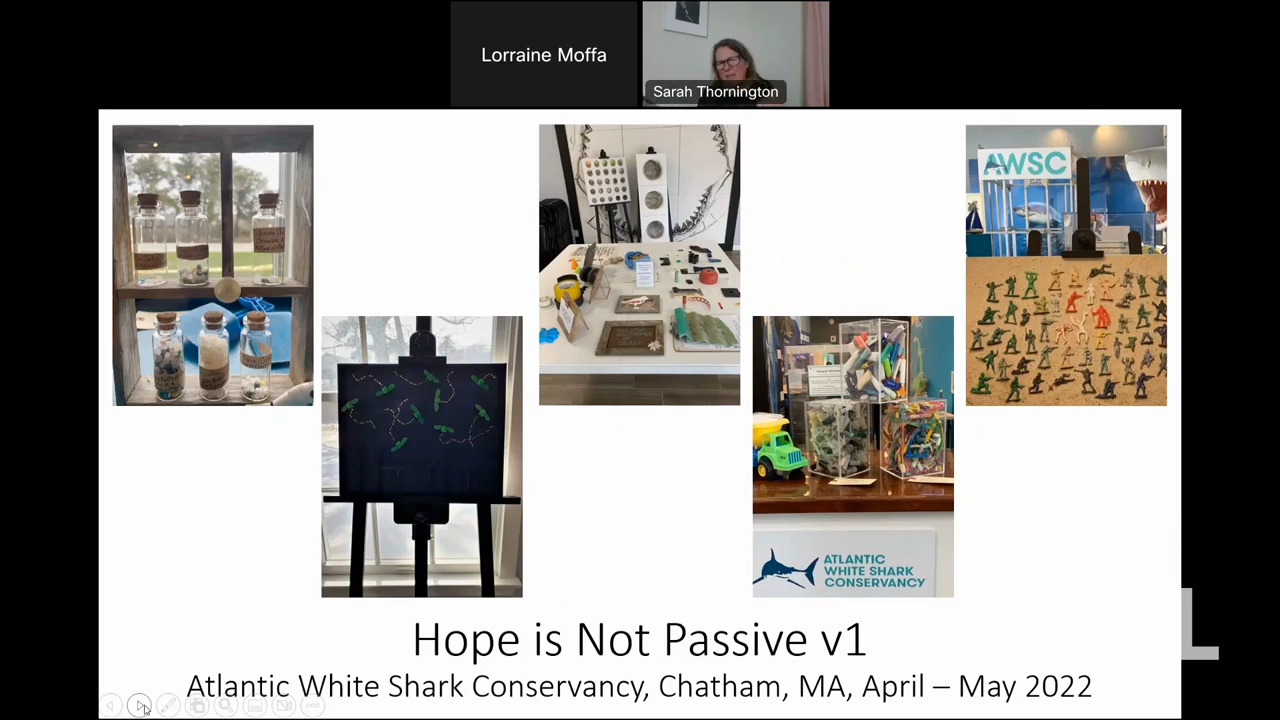 Lorraine Moffa
Sarah Thornington
AWSC
ATLANTIC
WHITE SHARK
CONSERVANCY
Hope is Not Passive v1
Atlantic White Shark Conservancy, Chatham, MA, April – May 2022
LCPL